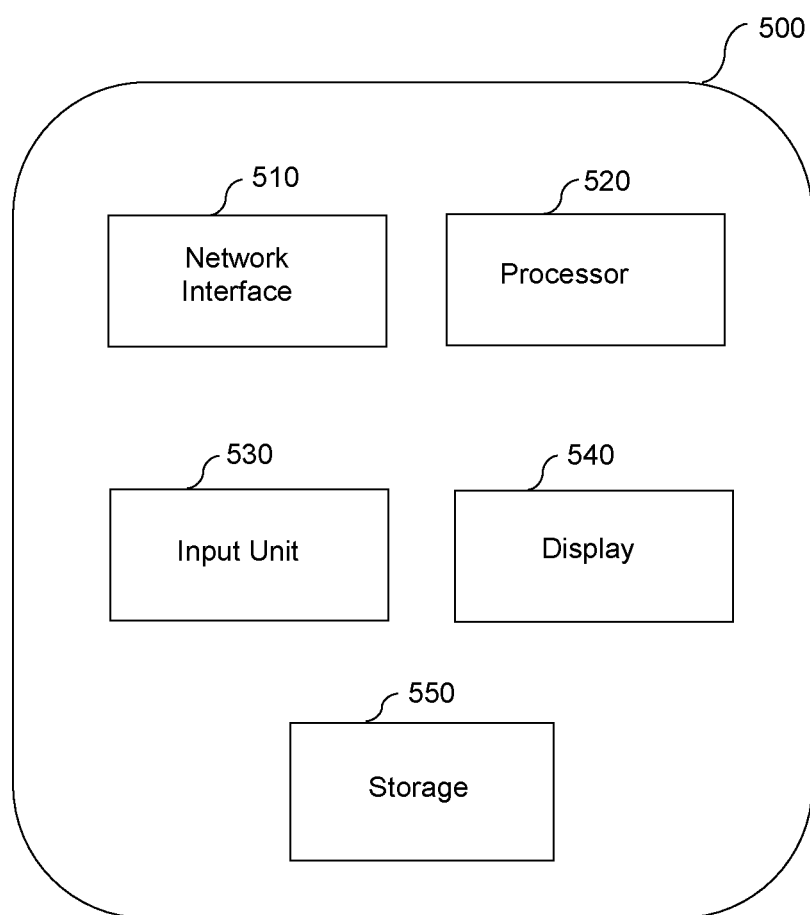 500
510
520
Network
Interface
Processor
530
540
Input Unit
Display
550
Storage